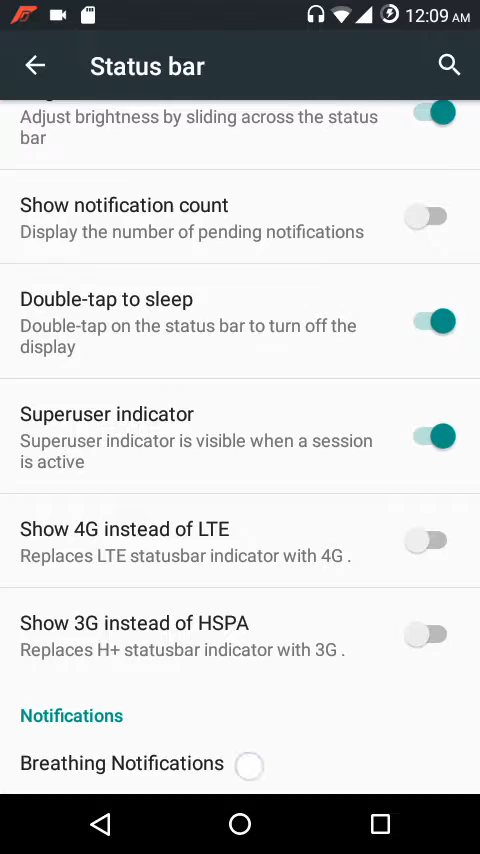 12:09 AM
Status bar
Adjust brightness by sliding across the status
bar
Show notification count
Display the number of pending notifications
Double-tap to sleep
Double-tap on the status bar to turn off the
display
Superuser indicator
Superuser indicator is visible when a session
is active
Show 4G instead of LTE
Replaces LTE statusbar indicator with 4G .
Show 3G instead of HSPA
Replaces H+ statusbar indicator with 3G .
Notifications
Breathing Notifications